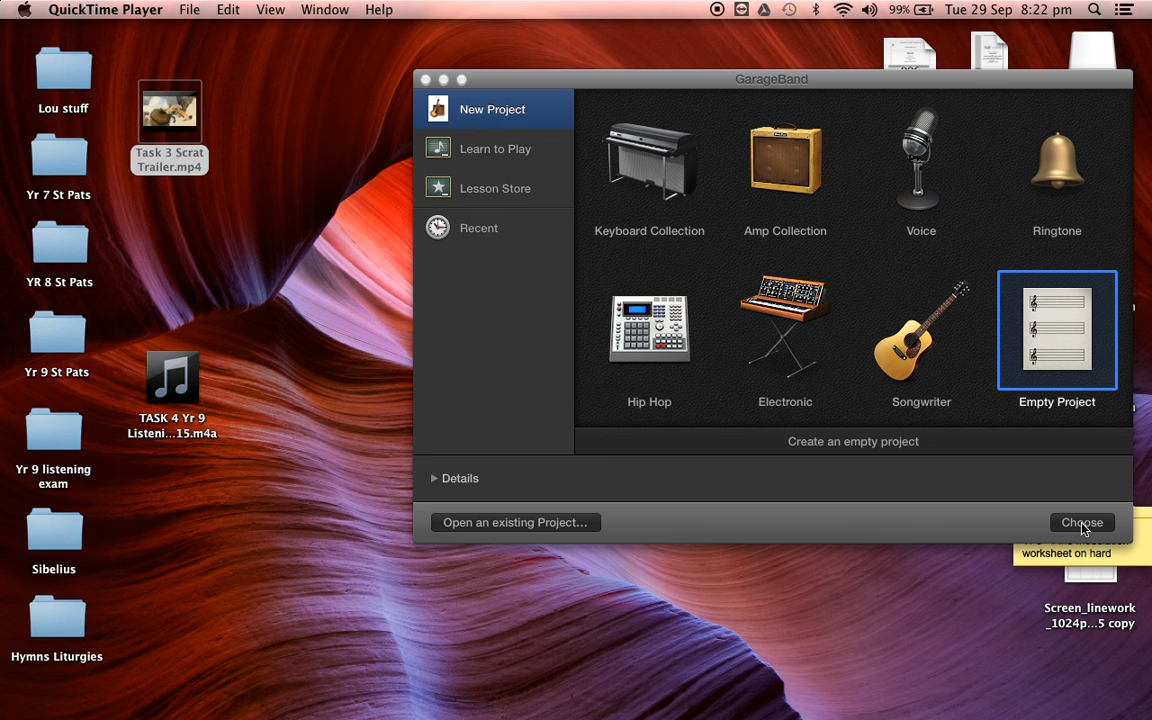 QuickTime Player File Edit View Window Help 99% Tue 29 Sep 8:22 pm
Lou stuff
Task 3 Scrat
Trailer.mp4
Yr 7 St Pats
YR 8 St Pats
Yr 9 St Pats
TASK 4 Yr 9
Listeni...15.m4a
Yr 9 listening
exam
Sibelius
Hymns Liturgies
GarageBand
New Project
Learn to Play
Lesson Store
Recent
Keyboard Collection
Amp Collection
Voice
Ringtone
Hip Hop
Electronic
Songwriter
Empty Project
Create an empty project
Details
Open an existing Project...
Choose
worksheet on hard
Screen_linework
_1024p...5 copy